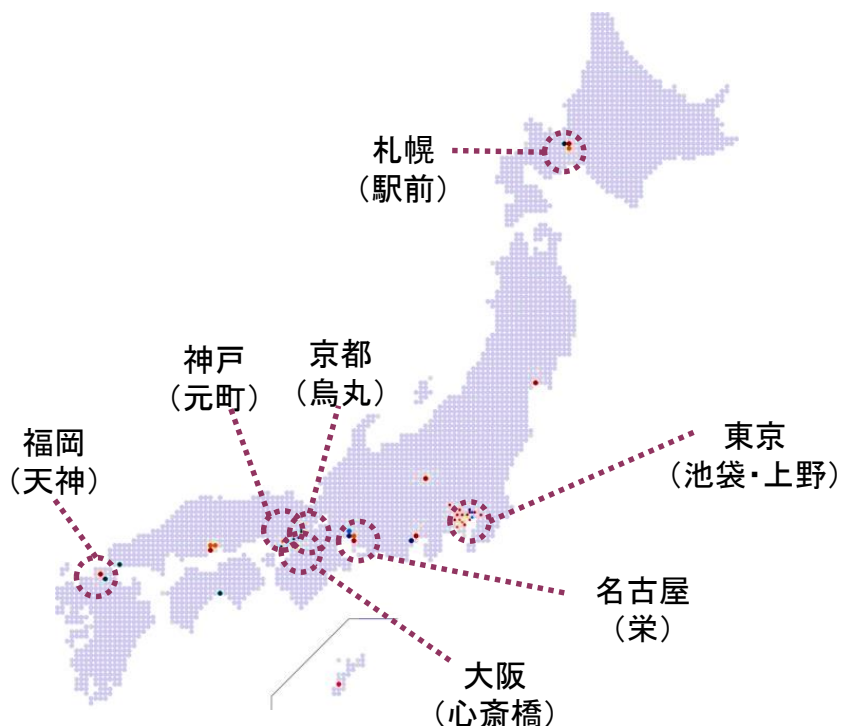 札幌
（駅前）
神戸
（元町）
京都
（烏丸）
福岡
（天神）
東京
（池袋・上野）
名古屋
（栄）
大阪
（心斎橋）